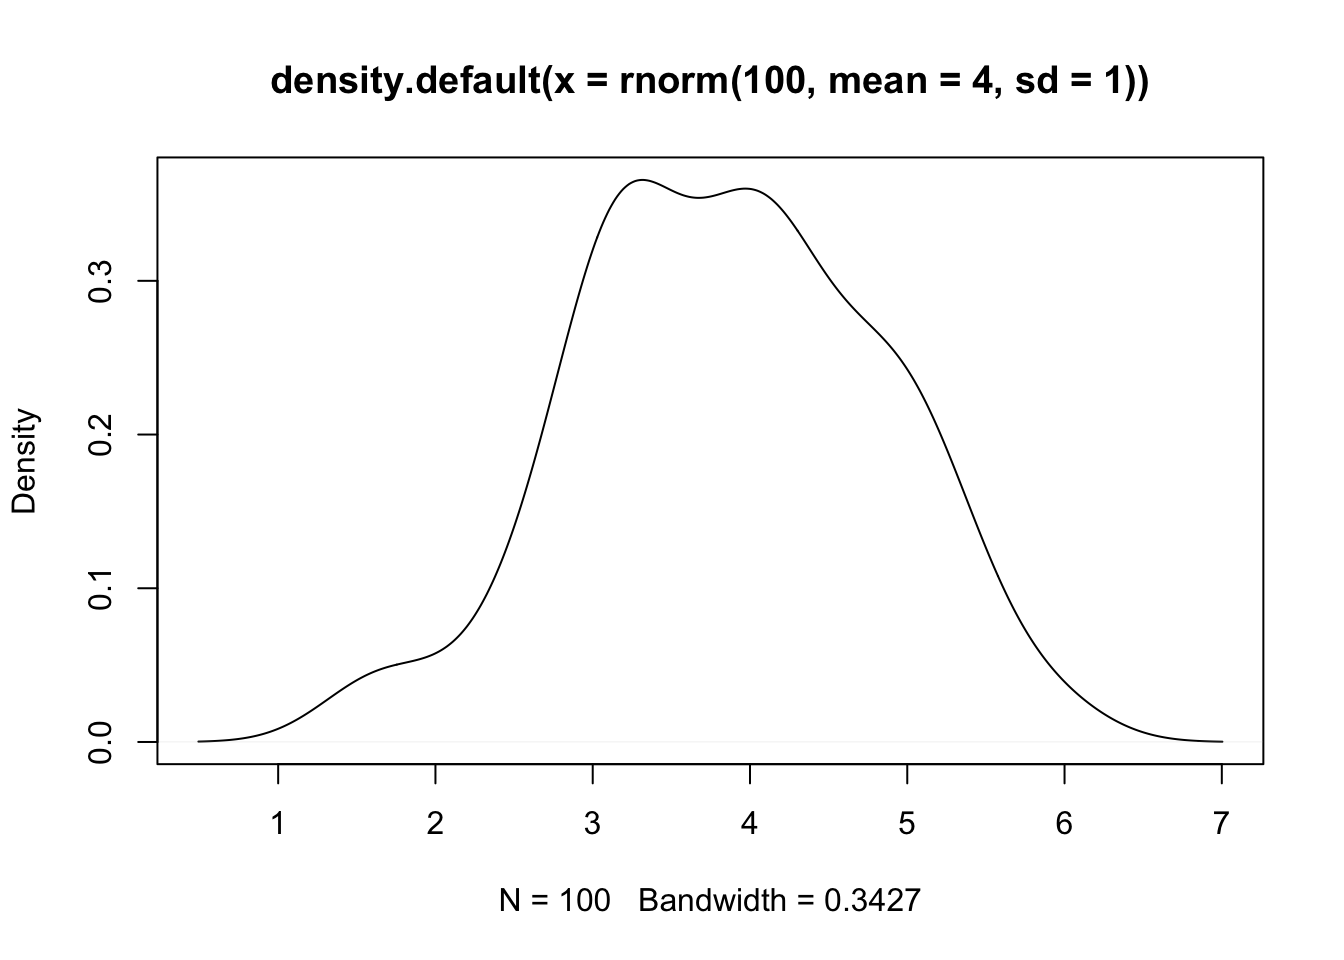 density.default(x = rnorm(100, mean = 4, sd = 1))
Density
0.3
0.2
0.1
0.0
1 2 3 4 5 6 7
N = 100   Bandwidth = 0.3427